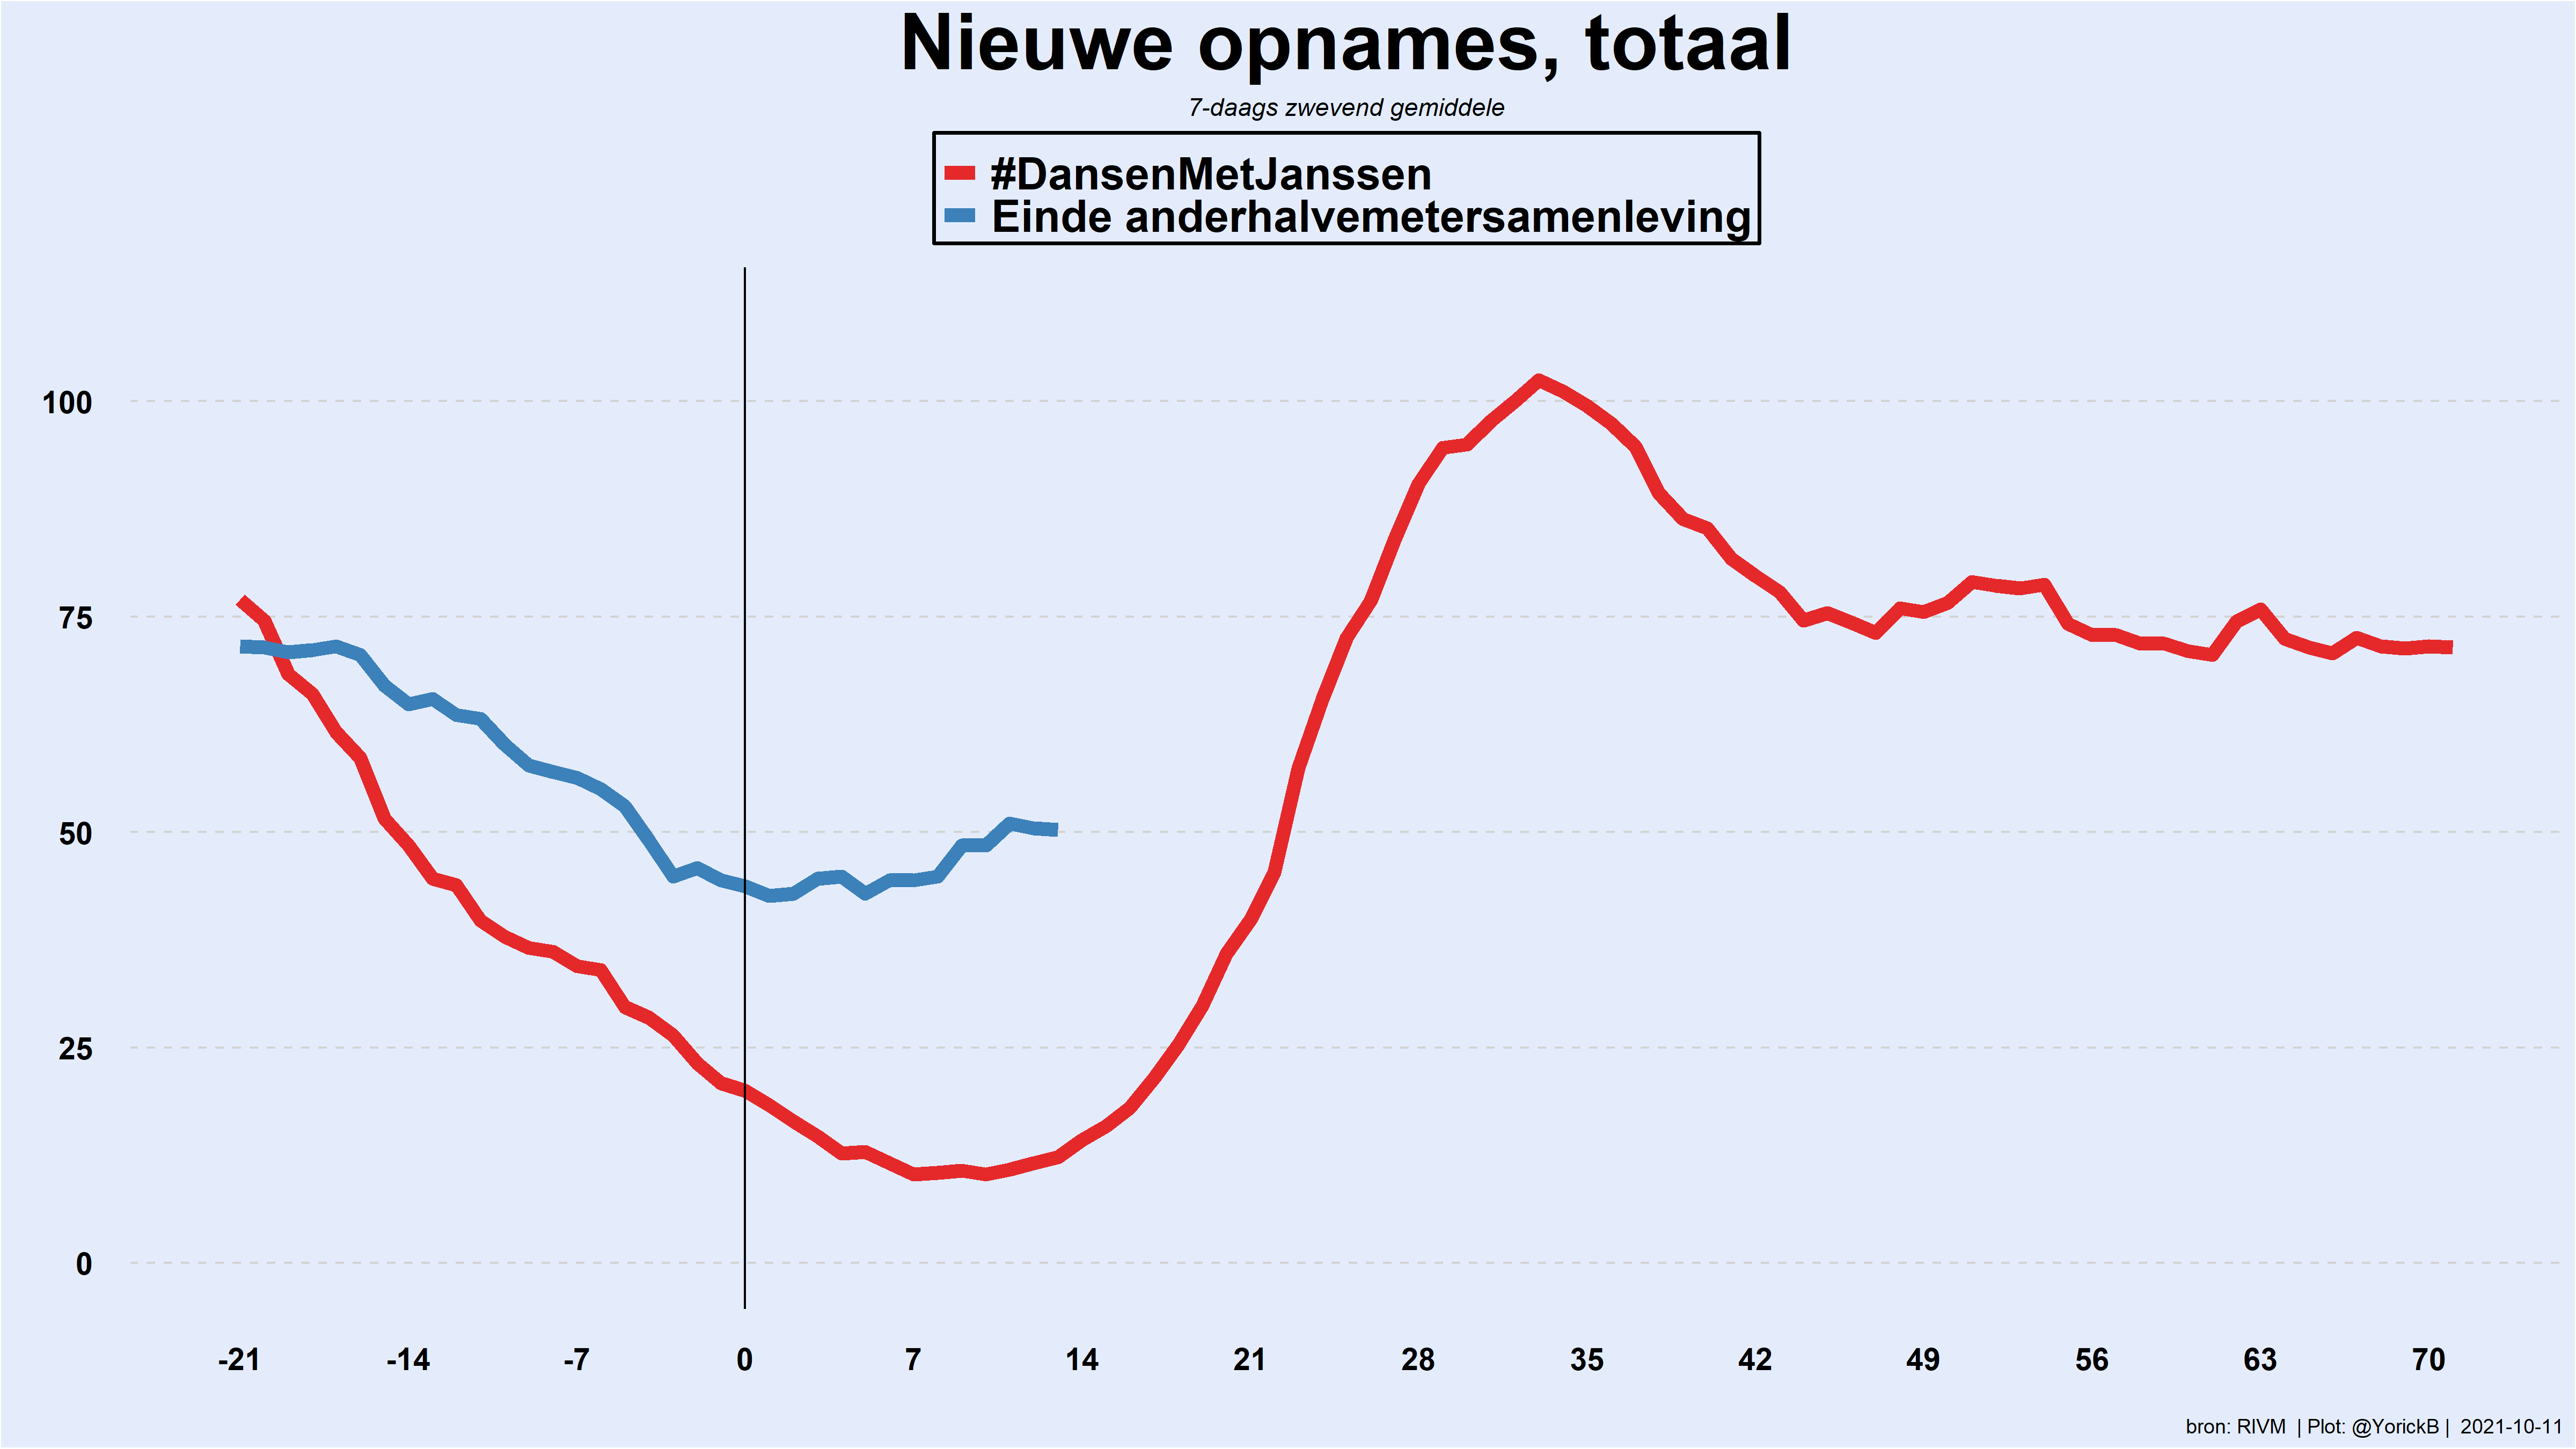 Nieuwe opnames, totaal
7-daags zwevend gemiddele
#DansenMetJanssen
Einde anderhalvemetersamenleving
100
75
50
25
0
-21 -14 -7 0 7 14 21 28 35 42 49 56 63 70
bron: RIVM | Plot: @YorickB | 2021-10-11